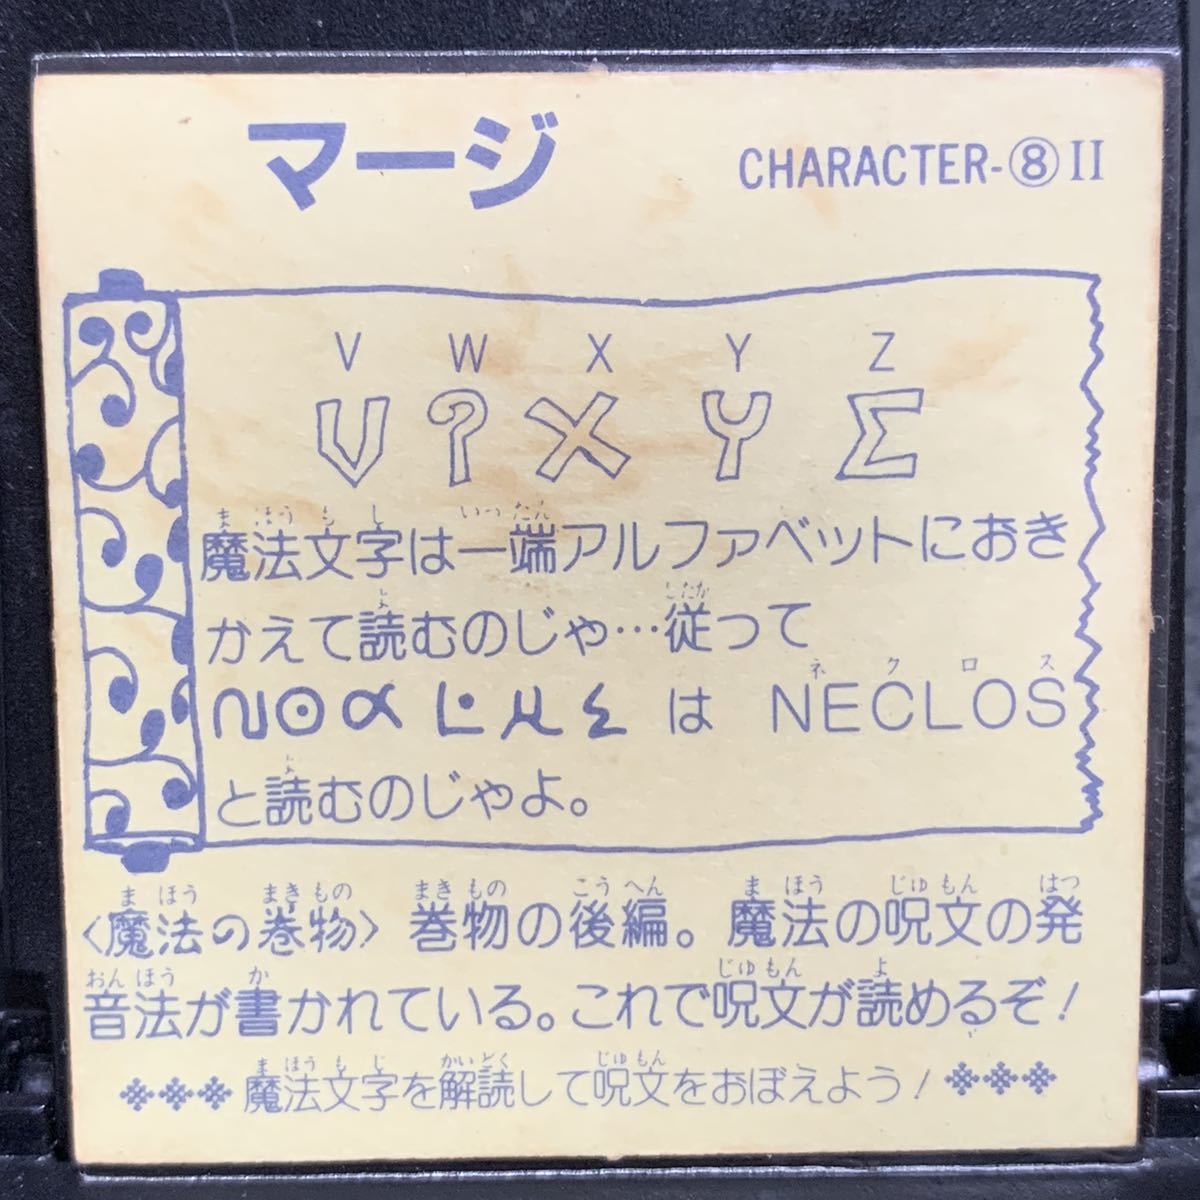 マージ CHARACTER-⑧II
V W X Y Z
魔法文字は一端アルファベットにおき
かえて読むのじゃ…従って
は NECLOS
と読むのじゃよ。
〈魔法の巻物〉 巻物の後編。魔法の呪文の発
音法が書かれている。これで呪文が読めるぞ!
魔法文字を解読して呪文をおぼえよう!